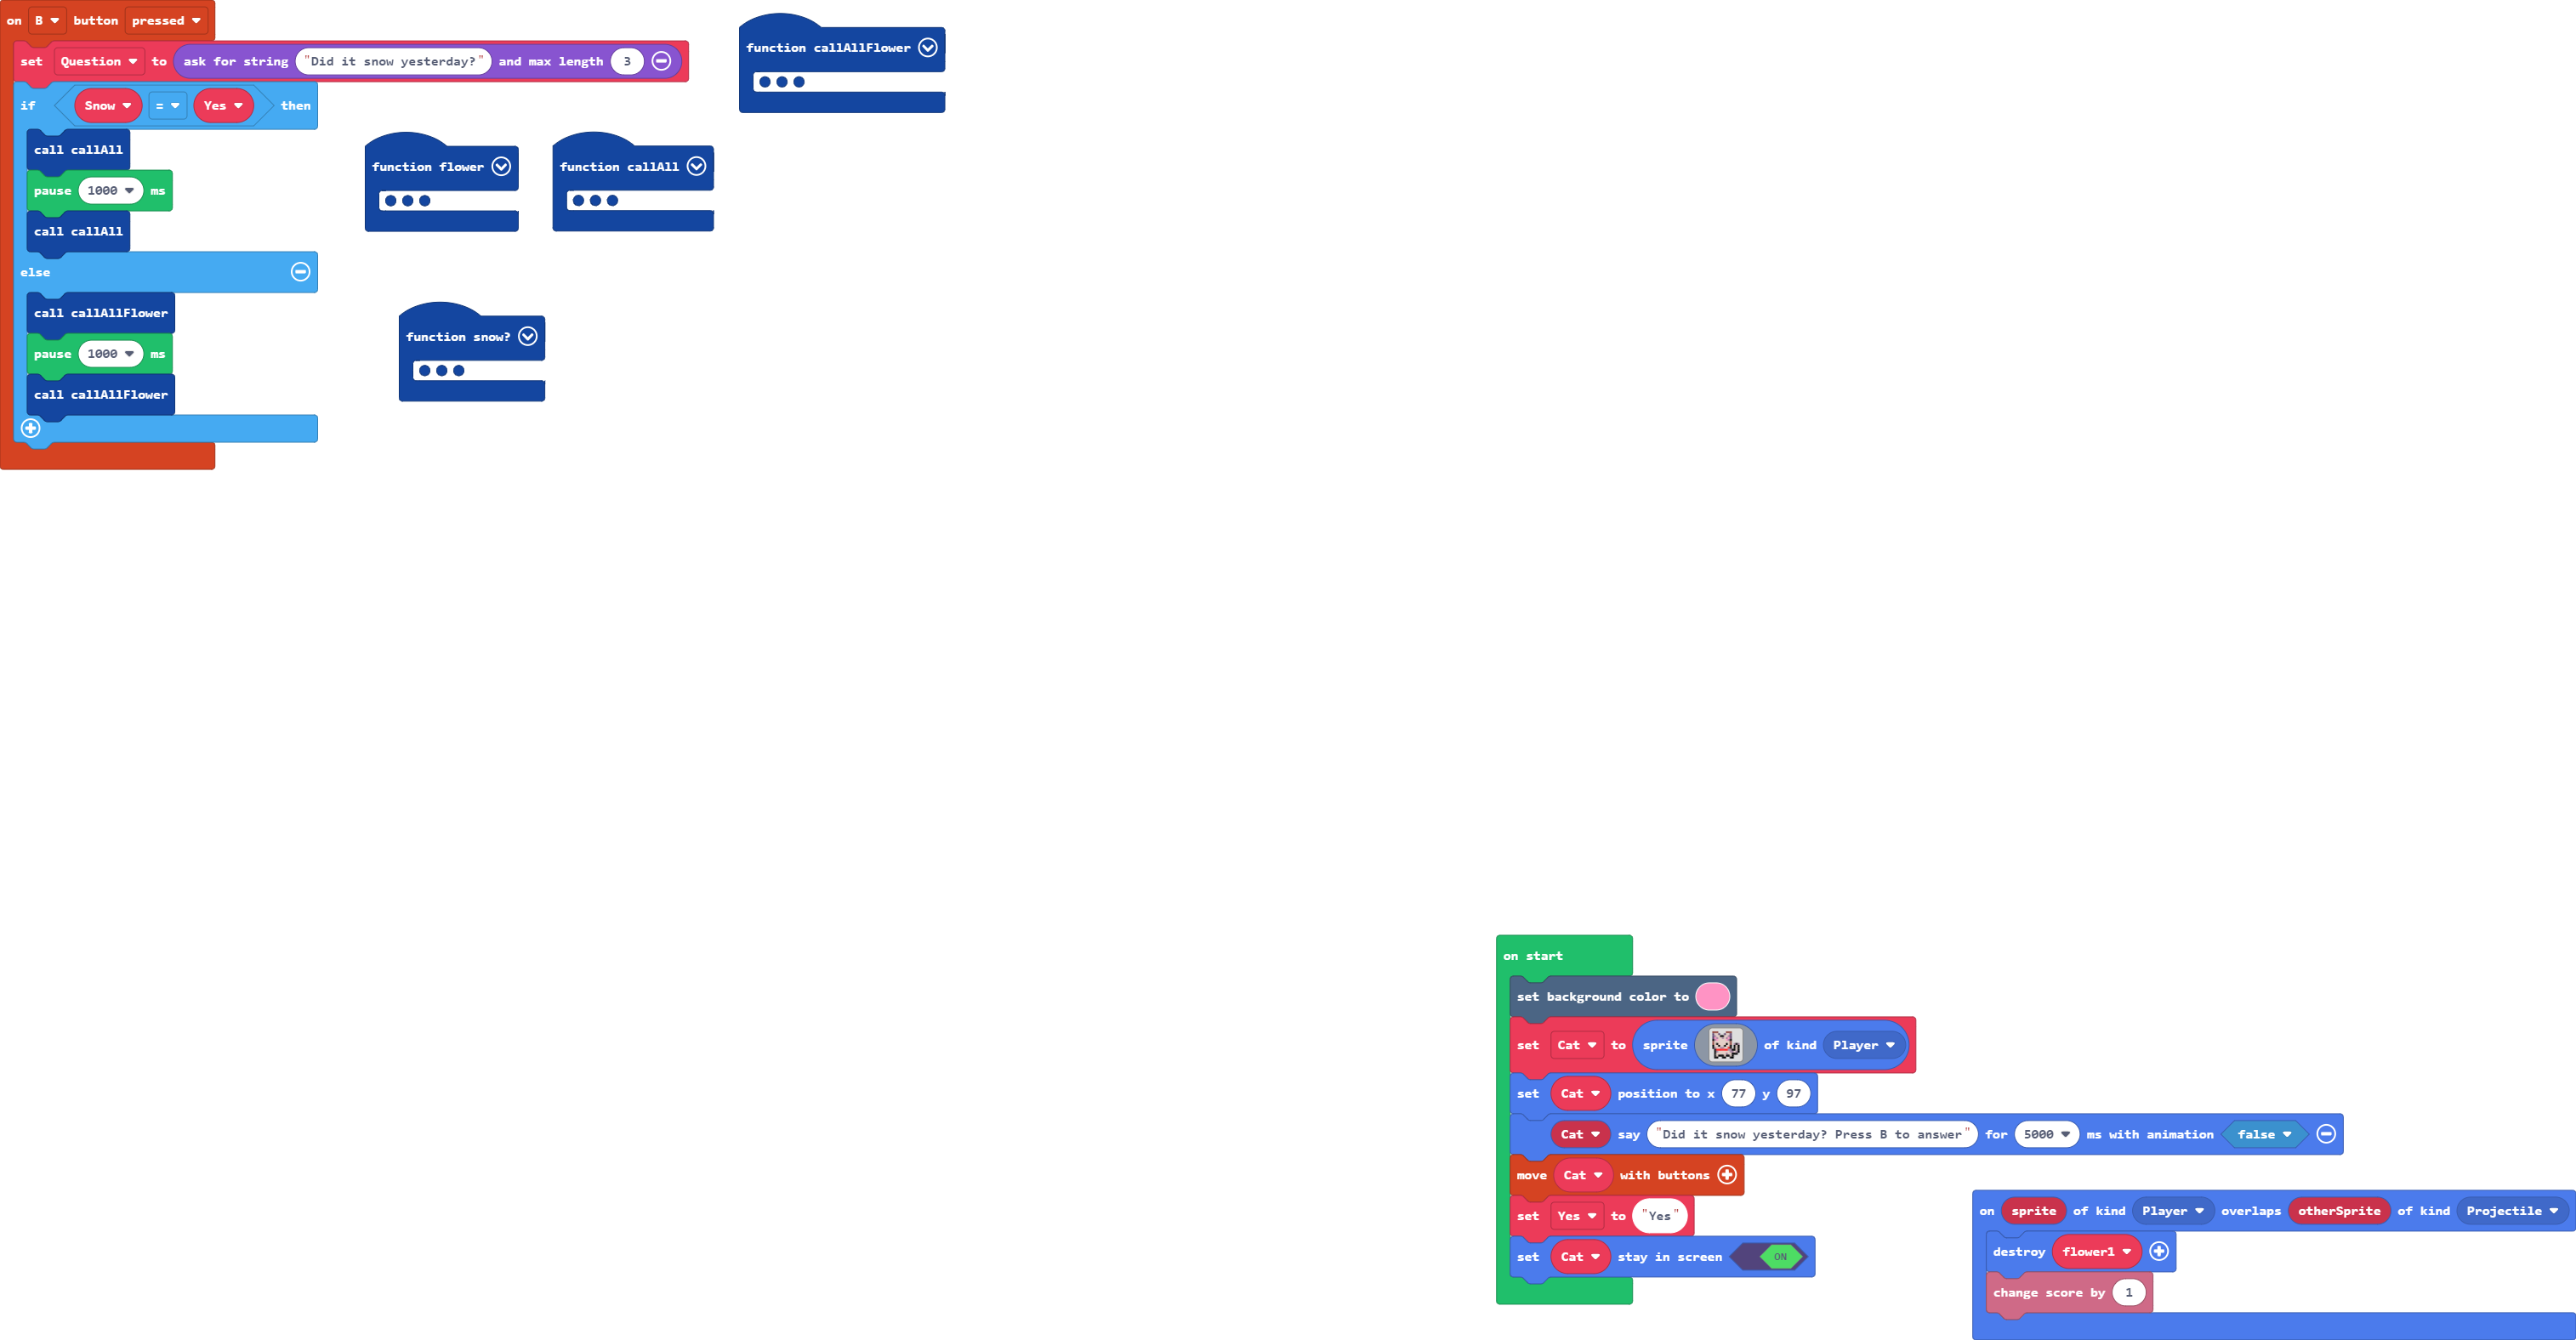 on B button pressed
set Question to ask for string "Did it snow yesterday?" and max length 3
if Snow = Yes then
call callAll
pause 1000 ms
call callAll
else
call callAllFlower
pause 1000 ms
call callAllFlower
function callAllFlower
function flower
function callAll
function snow?
on start
set background color to
set Cat to sprite of kind Player
set Cat position to x 77 y 97
Cat say "Did it snow yesterday? Press B to answer" for 5000 ms with animation false
move Cat with buttons
set Yes to "Yes"
set Cat stay in screen ON
on sprite of kind Player overlaps otherSprite of kind Projectile
destroy flower1
change score by 1